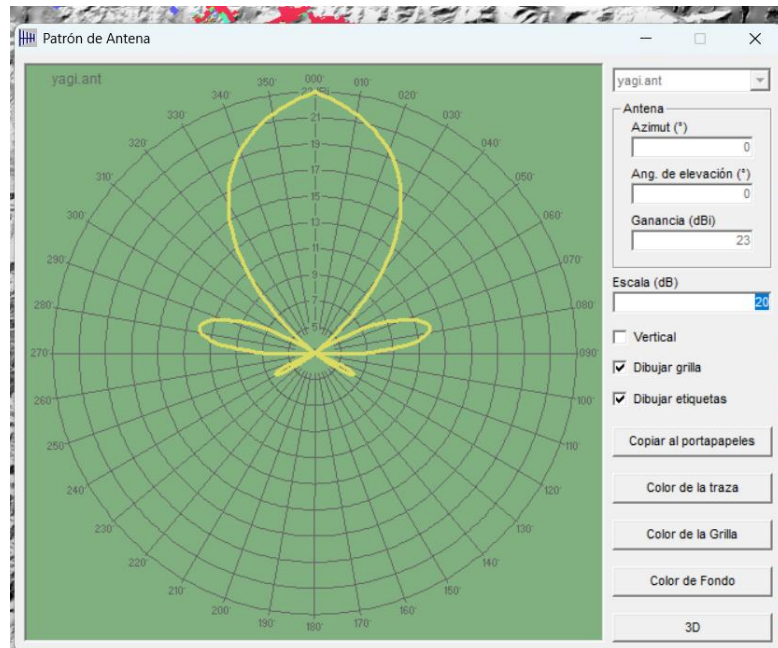 Patrón de Antena
yagi.ant
000°
350° 010°
340° 020°
330° 030°
320° 040°
310° 050°
300° 060°
290° 070°
280° 080°
270° 090°
260° 100°
250° 110°
240° 120°
230° 130°
220° 140°
210° 150°
200° 160°
190° 170°
180°
23 dBi
21
19
17
15
13
11
9
7
5
yagi.ant
Antena
Azimut (°)
0
Ang. de elevación (°)
0
Ganancia (dBi)
23
Escala (dB)
20
Vertical
Dibujar grilla
Dibujar etiquetas
Copiar al portapapeles
Color de la traza
Color de la Grilla
Color de Fondo
3D